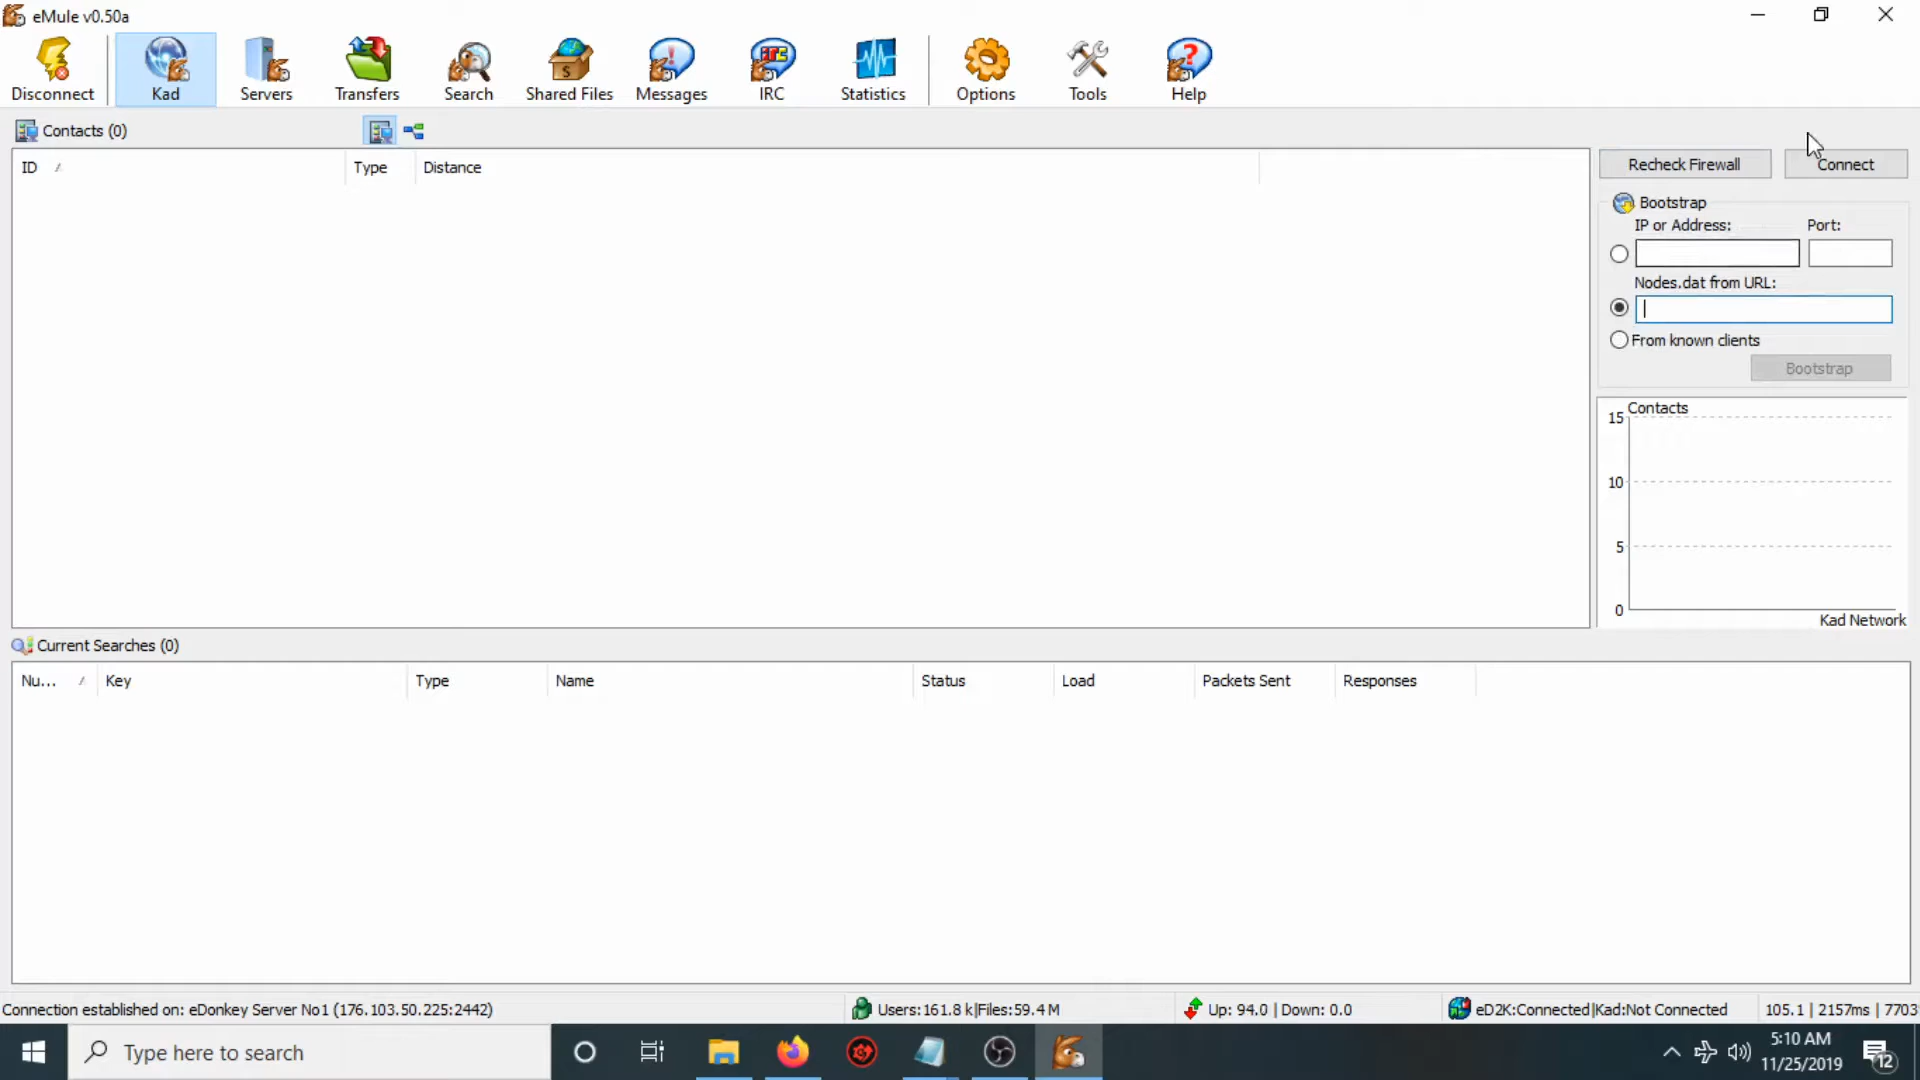 eMule v0.50a
Disconnect Kad Servers Transfers Search Shared Files Messages IRC Statistics Options Tools Help
Contacts (0)
ID Type Distance
Recheck Firewall Connect
Bootstrap
IP or Address: Port:
Nodes.dat from URL:
From known clients
Bootstrap
Contacts
15
10
5
0
Kad Network
Current Searches (0)
Nu... Key Type Name Status Load Packets Sent Responses
Connection established on: eDonkey Server No1 (176.103.50.225:2442) Users:161.8 k|Files:59.4 M Up: 94.0 | Down: 0.0 eD2K:Connected|Kad:Not Connected 105.1 | 2157ms | 7703
Type here to search
5:10 AM
11/25/2019
12